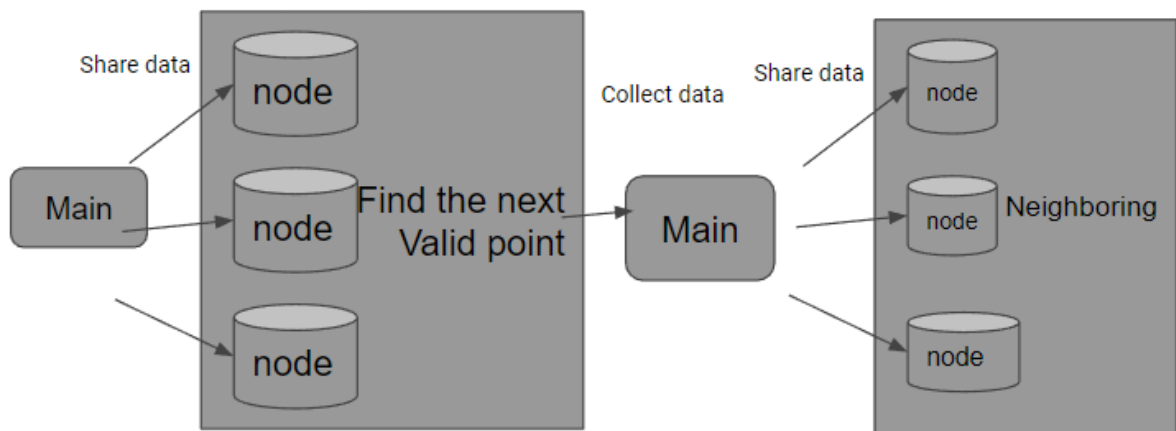 Share data
node
Main
node
Find the next
Valid point
node
Collect data
Main
Share data
node
node
Neighboring
node